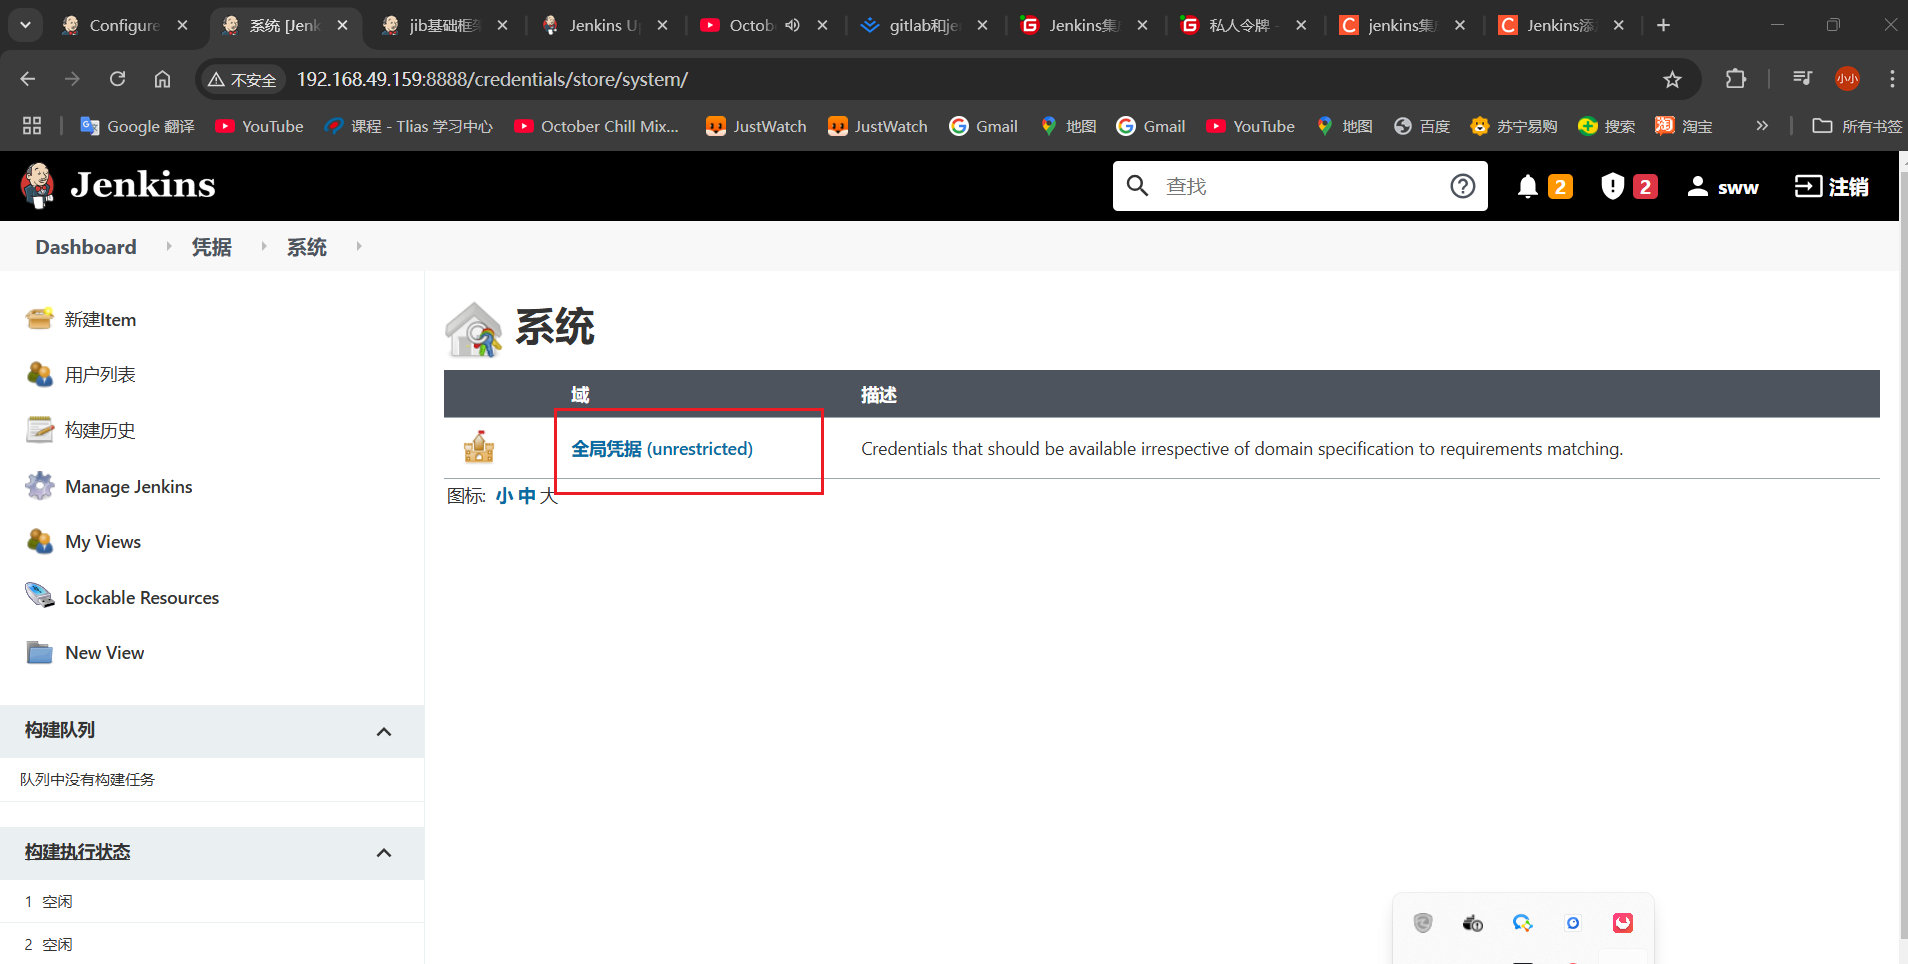 Configure
系统 [Jenk
jib基础框架
Jenkins U
Octob
gitlab和je
Jenkins集
私人令牌 -
jenkins集
Jenkins添
不安全
192.168.49.159:8888/credentials/store/system/
小小
Google 翻译
YouTube
课程 - Tlias 学习中心
October Chill Mix...
JustWatch
JustWatch
Gmail
地图
Gmail
YouTube
地图
百度
苏宁易购
搜索
淘宝
所有书签
Jenkins
查找
2
2
sww
注销
Dashboard
凭据
系统
新建Item
用户列表
构建历史
Manage Jenkins
My Views
Lockable Resources
New View
构建队列
队列中没有构建任务
构建执行状态
1 空闲
2 空闲
系统
域 描述
全局凭据 (unrestricted) Credentials that should be available irrespective of domain specification to requirements matching.
图标: 小 中 大